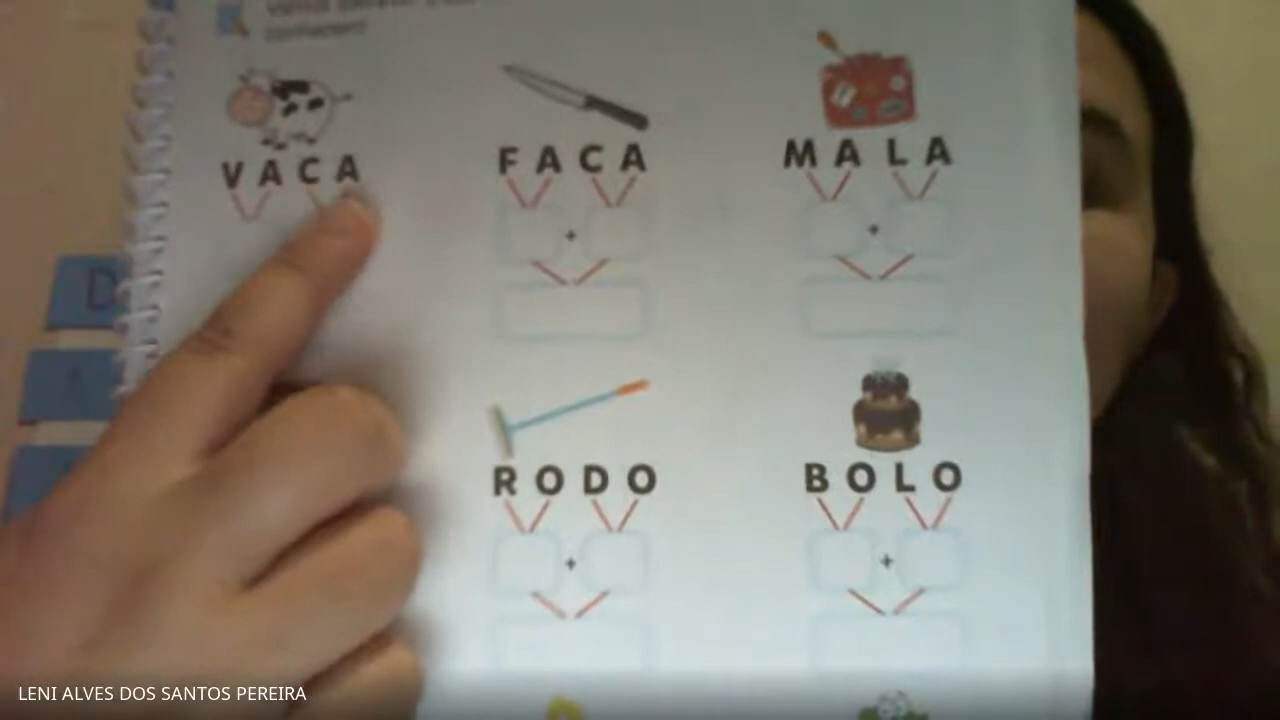 VACA
FACA
MALA
+
+
RODO
BOLO
+
+
LENI ALVES DOS SANTOS PEREIRA